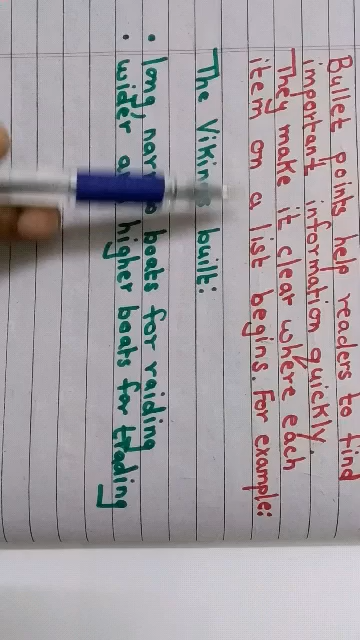 Bullet points help readers to find
important information quickly.
They make it clear where each
item on a list begins. For example:
The Vikings built:
• long, boats for raiding
• wider higher boats for trading